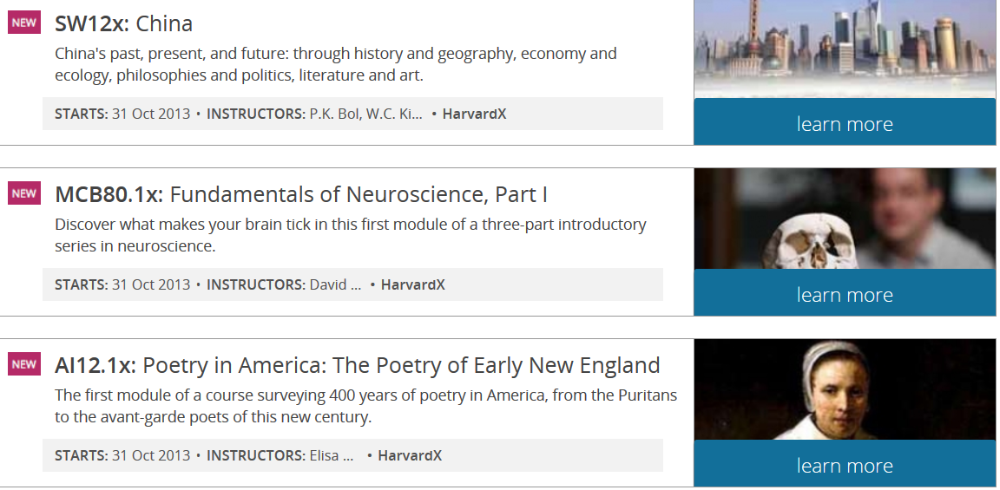 NEW SW12x: China
China's past, present, and future: through history and geography, economy and
ecology, philosophies and politics, literature and art.
STARTS: 31 Oct 2013 • INSTRUCTORS: P.K. Bol, W.C. Ki... • HarvardX
learn more
NEW MCB80.1x: Fundamentals of Neuroscience, Part I
Discover what makes your brain tick in this first module of a three-part introductory
series in neuroscience.
STARTS: 31 Oct 2013 • INSTRUCTORS: David ... • HarvardX
learn more
NEW AI12.1x: Poetry in America: The Poetry of Early New England
The first module of a course surveying 400 years of poetry in America, from the Puritans
to the avant-garde poets of this new century.
STARTS: 31 Oct 2013 • INSTRUCTORS: Elisa ... • HarvardX
learn more